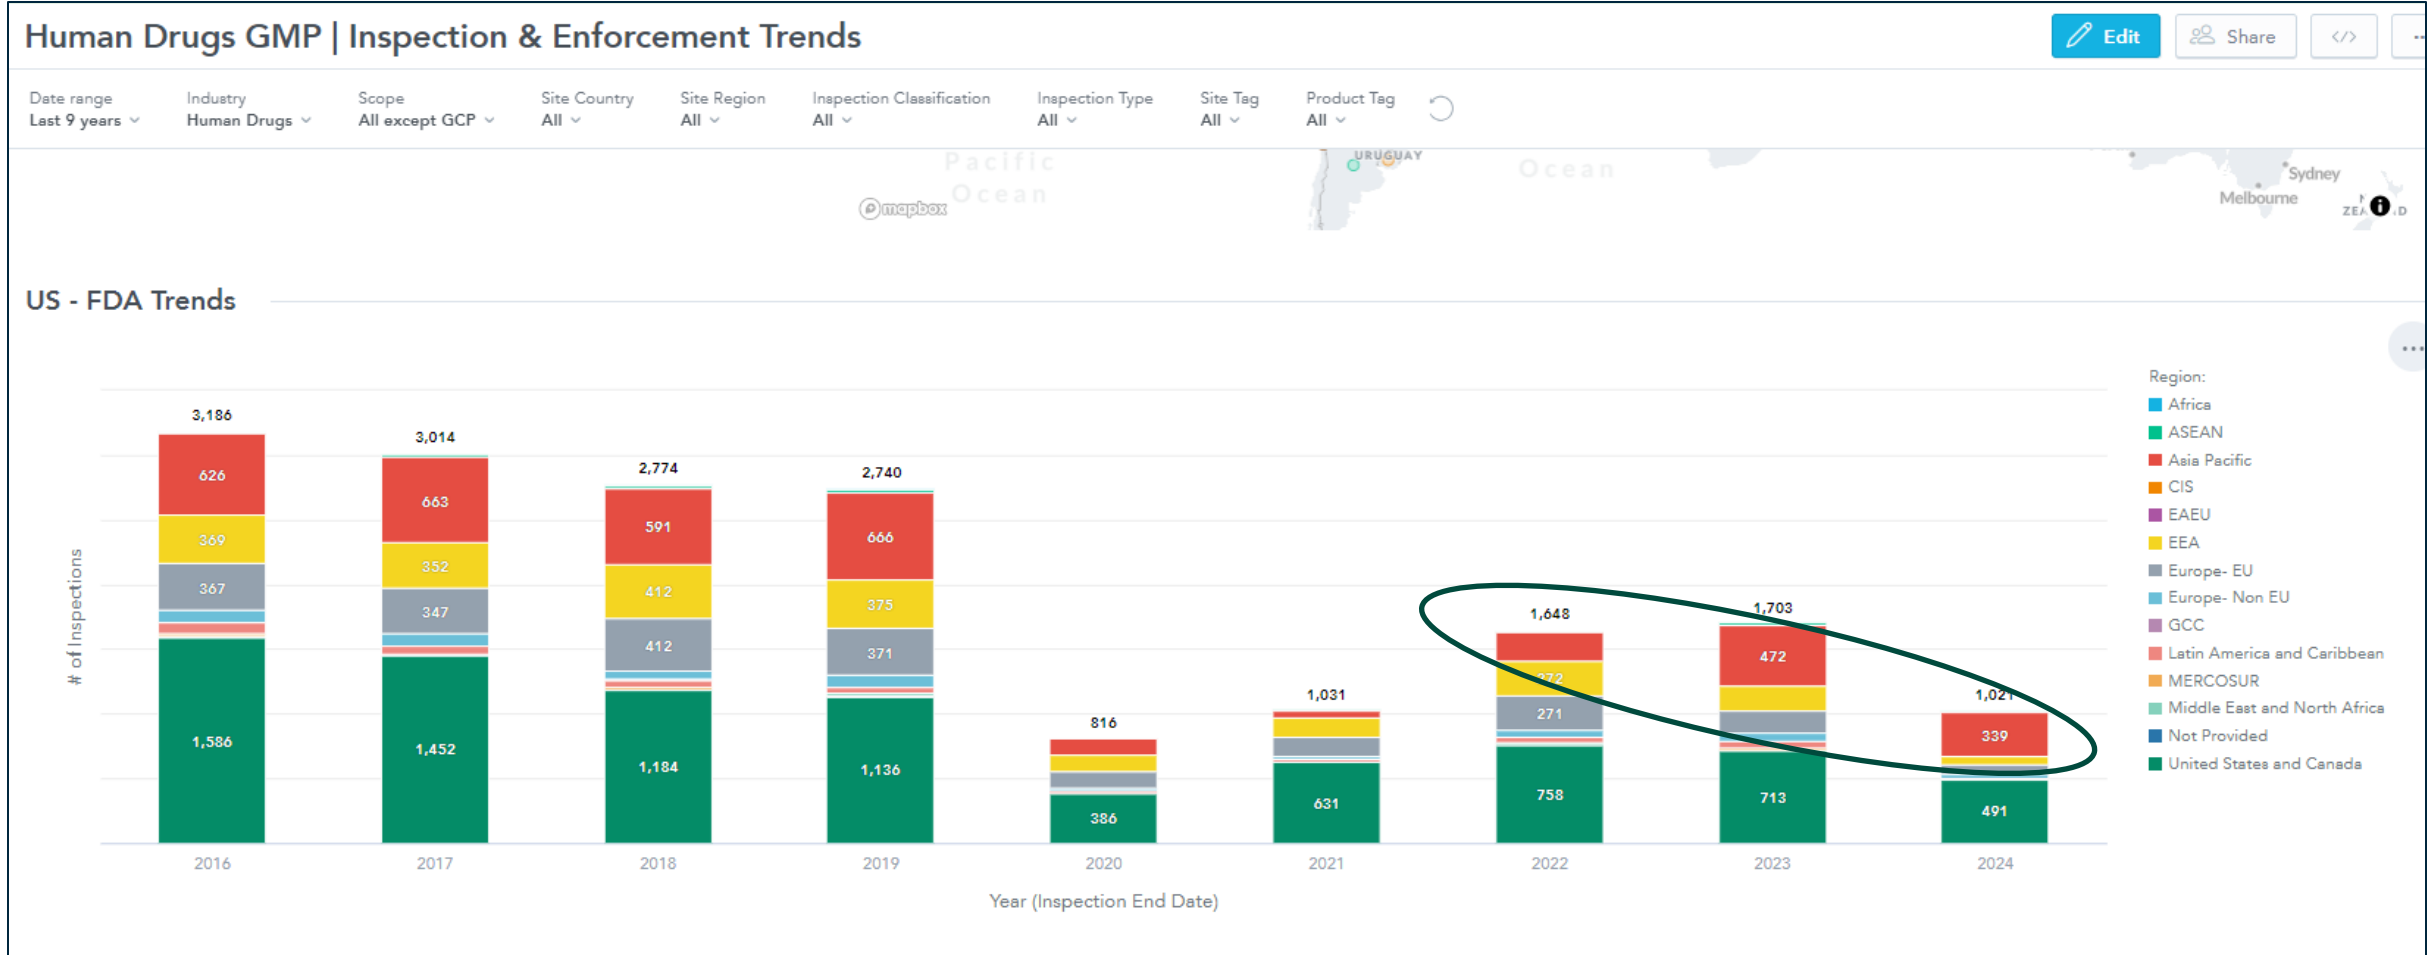 Human Drugs GMP | Inspection & Enforcement Trends
Edit
Share
</>
Date range
Last 9 years
Industry
Human Drugs
Scope
All except GCP
Site Country
All
Site Region
All
Inspection Classification
All
Inspection Type
All
Site Tag
All
Product Tag
All
Pacific
Ocean
mapbox
URUGUAY
Ocean
Sydney
Melbourne
US - FDA Trends
Region:
Africa
ASEAN
Asia Pacific
CIS
EAEU
EEA
Europe- EU
Europe- Non EU
GCC
Latin America and Caribbean
MERCOSUR
Middle East and North Africa
Not Provided
United States and Canada
# of Inspections
3,186
626
369
367
1,586
3,014
663
352
347
1,452
2,774
591
412
412
1,184
2,740
666
375
371
1,136
816
386
1,031
631
1,648
271
758
1,703
472
713
1,021
339
491
2016
2017
2018
2019
2020
2021
2022
2023
2024
Year (Inspection End Date)